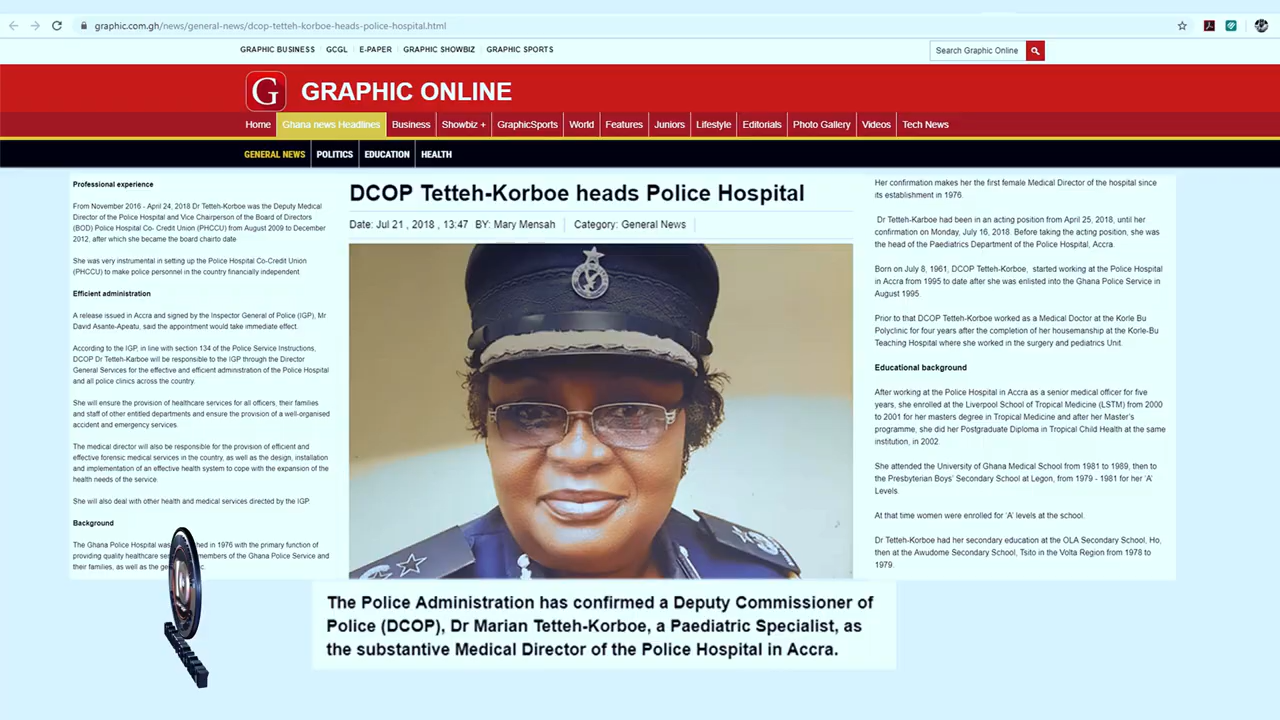 graphic.com.gh/news/general-news/dcop-tetteh-korboe-heads-police-hospital.html
GRAPHIC BUSINESS GCGL E-PAPER GRAPHIC SHOWBIZ GRAPHIC SPORTS
Search Graphic Online
G GRAPHIC ONLINE
Home Ghana news Headlines Business Showbiz + GraphicSports World Features Juniors Lifestyle Editorials Photo Gallery Videos Tech News
GENERAL NEWS POLITICS EDUCATION HEALTH
Professional experience
From November 2016 - April 24, 2018 Dr Tetteh-Korboe was the Deputy Medical
Director of the Police Hospital and Vice Chairperson of the Board of Directors
(BOD) Police Hospital Co- Credit Union (PHCCU) from August 2009 to December
2012, after which she became the board charto date
She was very instrumental in setting up the Police Hospital Co-Credit Union
(PHCCU) to make police personnel in the country financially independent.
Efficient administration
A release issued in Accra and signed by the Inspector General of Police (IGP), Mr
David Asante-Apeatu, said the appointment would take immediate effect.
According to the IGP, in line with section 134 of the Police Service Instructions,
DCOP Dr Tetteh-Korboe will be responsible to the IGP through the Director
General Services for the effective and efficient administration of the Police Hospital
and all police clinics across the country.
She will ensure the provision of healthcare services for all officers, their families
and staff of other entitled departments and ensure the provision of a well-organised
accident and emergency services.
The medical director will also be responsible for the provision of efficient and
effective forensic medical services in the country, as well as the design, installation
and implementation of an effective health system to cope with the expansion of the
health needs of the service.
She will also deal with other health and medical services directed by the IGP.
Background
The Ghana Police Hospital was in 1976 with the primary function of
providing quality healthcare members of the Ghana Police Service and
their families, as well as the
DCOP Tetteh-Korboe heads Police Hospital
Date: Jul 21 , 2018 , 13:47 BY: Mary Mensah Category: General News
The Police Administration has confirmed a Deputy Commissioner of
Police (DCOP), Dr Marian Tetteh-Korboe, a Paediatric Specialist, as
the substantive Medical Director of the Police Hospital in Accra.
Her confirmation makes her the first female Medical Director of the hospital since
its establishment in 1976.
Dr Tetteh-Karboe had been in an acting position from April 25, 2018, until her
confirmation on Monday, July 16, 2018. Before taking the acting position, she was
the head of the Paediatrics Department of the Police Hospital, Accra.
Born on July 8, 1961, DCOP Tetteh-Korboe, started working at the Police Hospital
in Accra from 1995 to date after she was enlisted into the Ghana Police Service in
August 1995.
Prior to that DCOP Tetteh-Korboe worked as a Medical Doctor at the Korle Bu
Polyclinic for four years after the completion of her housemanship at the Korle-Bu
Teaching Hospital where she worked in the surgery and pediatrics Unit.
Educational background
After working at the Police Hospital in Accra as a senior medical officer for five
years, she enrolled at the Liverpool School of Tropical Medicine (LSTM) from 2000
to 2001 for her masters degree in Tropical Medicine and after her Master's
programme, she did her Postgraduate Diploma in Tropical Child Health at the same
institution, in 2002.
She attended the University of Ghana Medical School from 1981 to 1989, then to
the Presbyterian Boys' Secondary School at Legon, from 1979 - 1981 for her 'A'
Levels.
At that time women were enrolled for 'A' levels at the school.
Dr Tetteh-Korboe had her secondary education at the OLA Secondary School, Ho,
then at the Awudome Secondary School, Tsito in the Volta Region from 1978 to
1979.